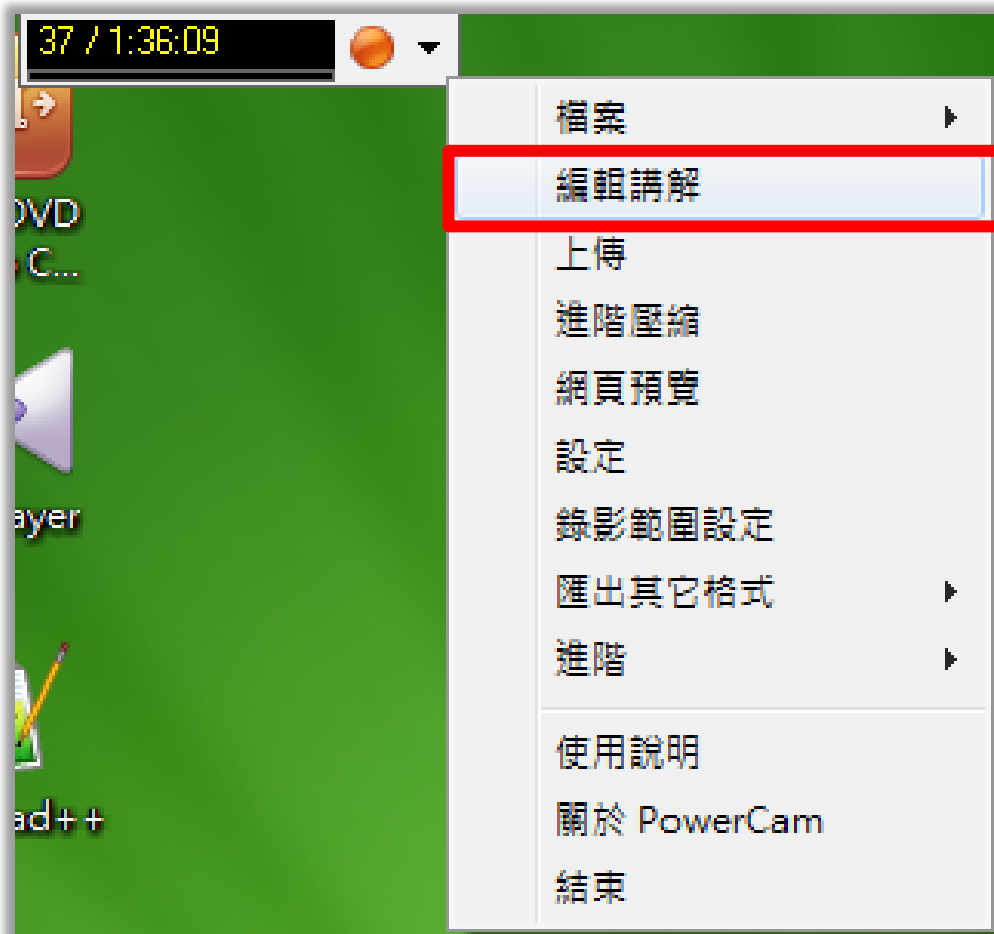 37 / 1:36:09
檔案
編輯講解
上傳
進階壓縮
網頁預覽
設定
錄影範圍設定
匯出其它格式
進階
使用說明
關於 PowerCam
結束
DVD
C...
ayer
ad++